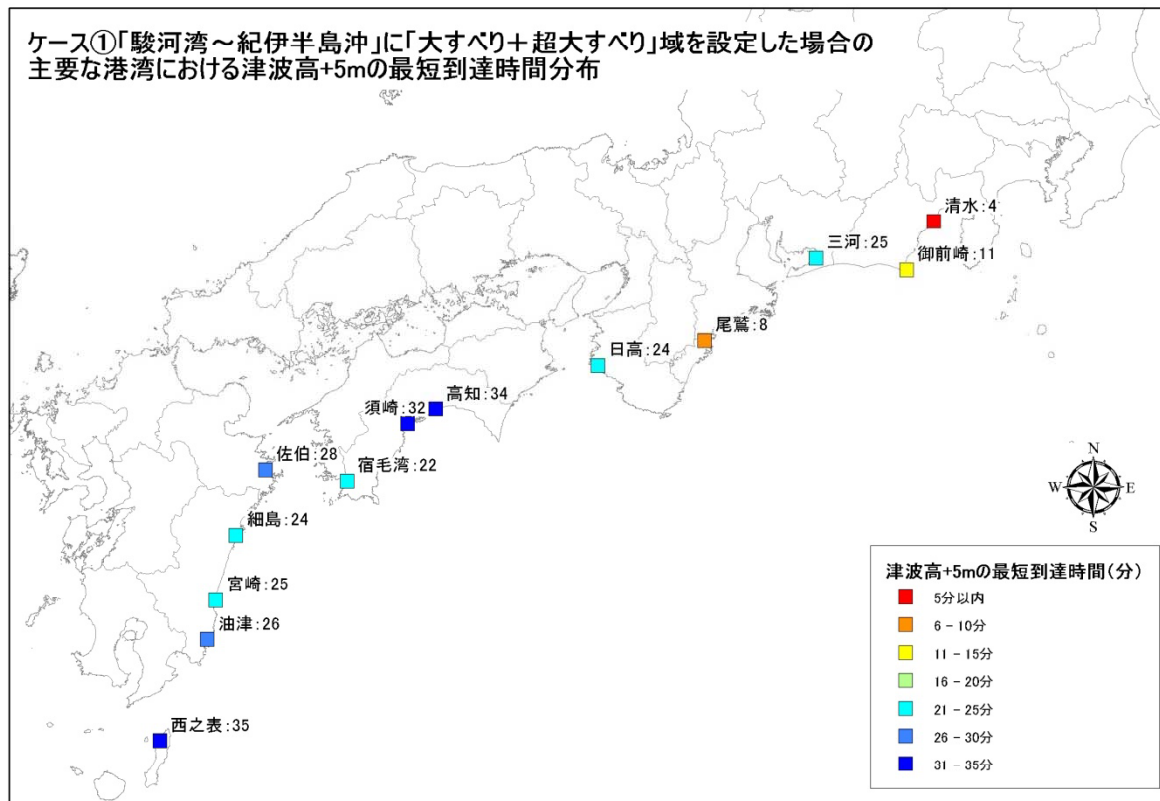 ケース①「駿河湾～紀伊半島沖」に「大すべり＋超大すべり」域を設定した場合の
主要な港湾における津波高+5mの最短到達時間分布
清水:4
三河:25
御前崎:11
尾鷲:8
日高:24
高知:34
須崎:32
佐伯:28
宿毛湾:22
細島:24
宮崎:25
油津:26
西之表:35
N
W
E
S
津波高+5mの最短到達時間(分)
5分以内
6 - 10分
11 - 15分
16 - 20分
21 - 25分
26 - 30分
31 - 35分